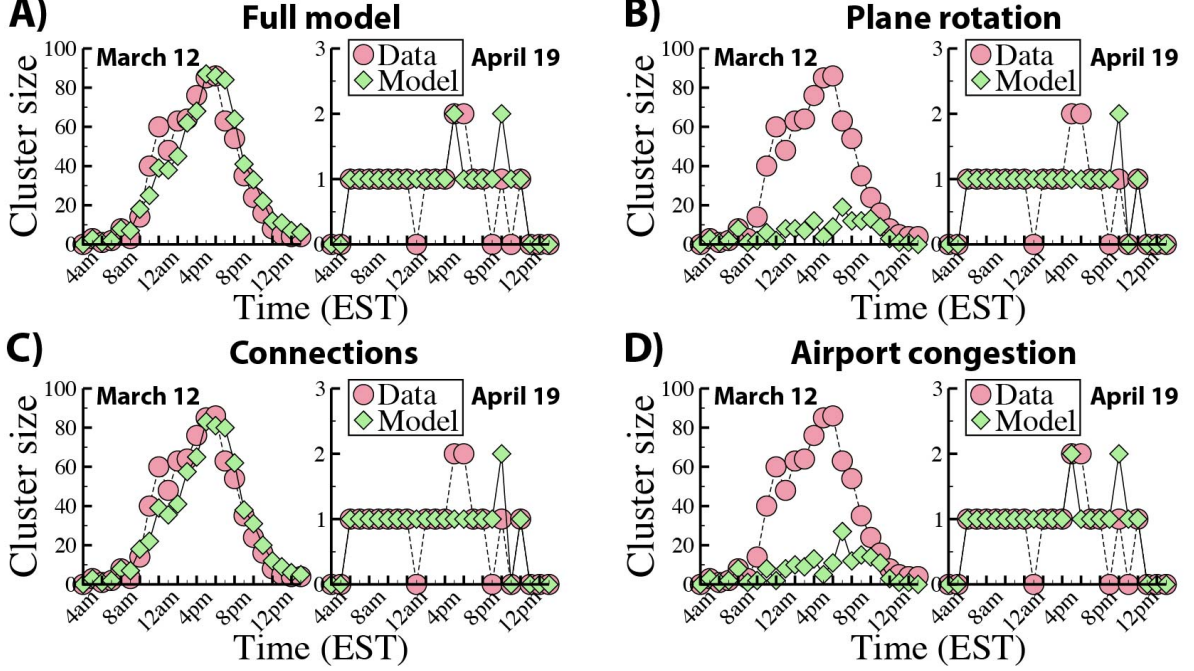 A) Full model
Cluster size
100
80
60
40
20
0
March 12
4am 8am 12am 4pm 8pm 12pm
3
2
1
0
Data
Model
April 19
4am 8am 12am 4pm 8pm 12pm
Time (EST)
B) Plane rotation
Cluster size
100
80
60
40
20
0
March 12
4am 8am 12am 4pm 8pm 12pm
3
2
1
0
Data
Model
April 19
4am 8am 12am 4pm 8pm 12pm
Time (EST)
C) Connections
Cluster size
100
80
60
40
20
0
March 12
4am 8am 12am 4pm 8pm 12pm
3
2
1
0
Data
Model
April 19
4am 8am 12am 4pm 8pm 12pm
Time (EST)
D) Airport congestion
Cluster size
100
80
60
40
20
0
March 12
4am 8am 12am 4pm 8pm 12pm
3
2
1
0
Data
Model
April 19
4am 8am 12am 4pm 8pm 12pm
Time (EST)